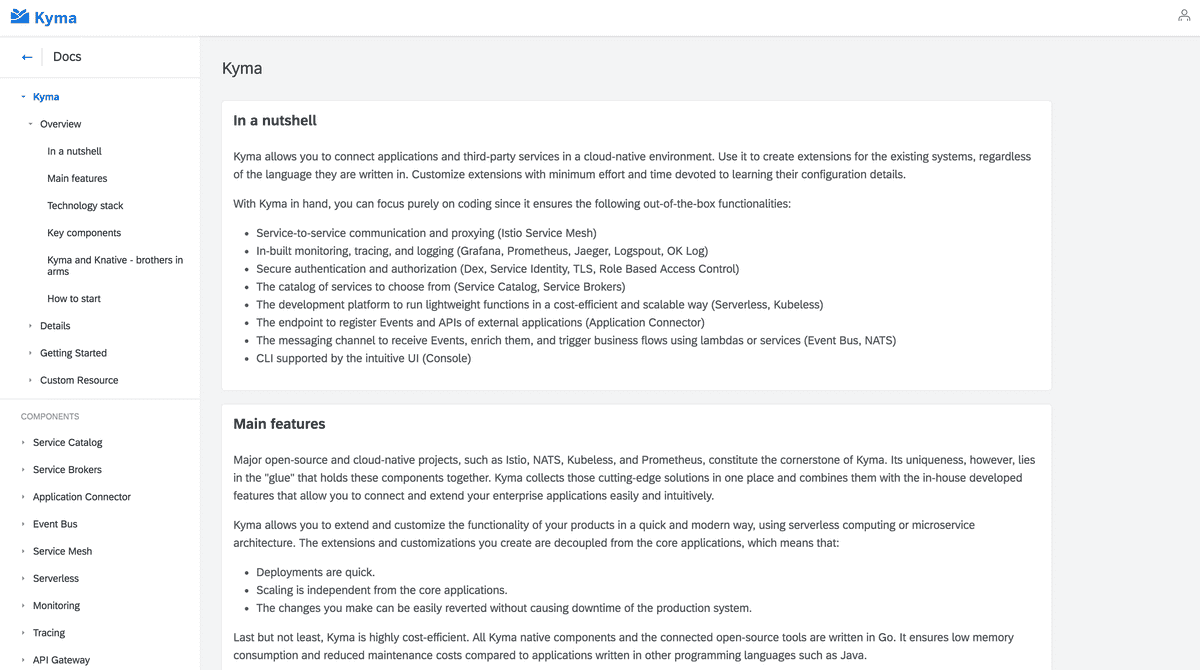 Kyma
Docs
Kyma
Overview
In a nutshell
Main features
Technology stack
Key components
Kyma and Knative - brothers in
arms
How to start
Details
Getting Started
Custom Resource
COMPONENTS
Service Catalog
Service Brokers
Application Connector
Event Bus
Service Mesh
Serverless
Monitoring
Tracing
API Gateway
Kyma
In a nutshell
Kyma allows you to connect applications and third-party services in a cloud-native environment. Use it to create extensions for the existing systems, regardless
of the language they are written in. Customize extensions with minimum effort and time devoted to learning their configuration details.
With Kyma in hand, you can focus purely on coding since it ensures the following out-of-the-box functionalities:
• Service-to-service communication and proxying (Istio Service Mesh)
• In-built monitoring, tracing, and logging (Grafana, Prometheus, Jaeger, Logspout, OK Log)
• Secure authentication and authorization (Dex, Service Identity, TLS, Role Based Access Control)
• The catalog of services to choose from (Service Catalog, Service Brokers)
• The development platform to run lightweight functions in a cost-efficient and scalable way (Serverless, Kubeless)
• The endpoint to register Events and APIs of external applications (Application Connector)
• The messaging channel to receive Events, enrich them, and trigger business flows using lambdas or services (Event Bus, NATS)
• CLI supported by the intuitive UI (Console)
Main features
Major open-source and cloud-native projects, such as Istio, NATS, Kubeless, and Prometheus, constitute the cornerstone of Kyma. Its uniqueness, however, lies
in the "glue" that holds these components together. Kyma collects those cutting-edge solutions in one place and combines them with the in-house developed
features that allow you to connect and extend your enterprise applications easily and intuitively.
Kyma allows you to extend and customize the functionality of your products in a quick and modern way, using serverless computing or microservice
architecture. The extensions and customizations you create are decoupled from the core applications, which means that:
• Deployments are quick.
• Scaling is independent from the core applications.
• The changes you make can be easily reverted without causing downtime of the production system.
Last but not least, Kyma is highly cost-efficient. All Kyma native components and the connected open-source tools are written in Go. It ensures low memory
consumption and reduced maintenance costs compared to applications written in other programming languages such as Java.